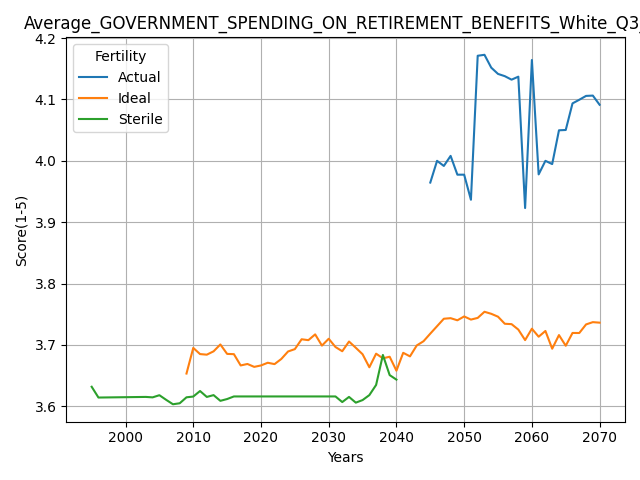 Average_GOVERNMENT_SPENDING_ON_RETIREMENT_BENEFITS_White_Q3_
Fertility
Actual
Ideal
Sterile
Score(1-5)
4.2
4.1
4.0
3.9
3.8
3.7
3.6
2000 2010 2020 2030 2040 2050 2060 2070
Years